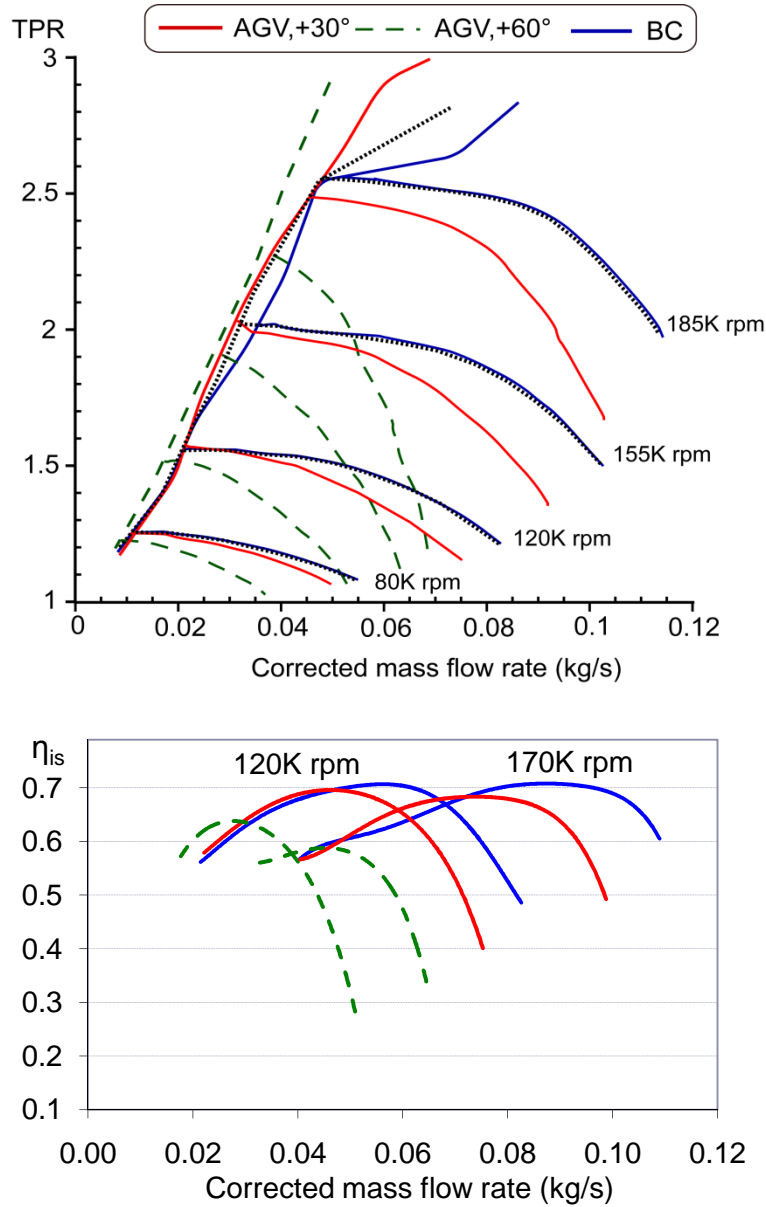 TPR
AGV,+30° AGV,+60° BC
3
2.5
2
1.5
1
185K rpm
155K rpm
120K rpm
80K rpm
0 0.02 0.04 0.06 0.08 0.1 0.12
Corrected mass flow rate (kg/s)
ηis
120K rpm 170K rpm
0.7
0.6
0.5
0.4
0.3
0.2
0.1
0.00 0.02 0.04 0.06 0.08 0.10 0.12
Corrected mass flow rate (kg/s)